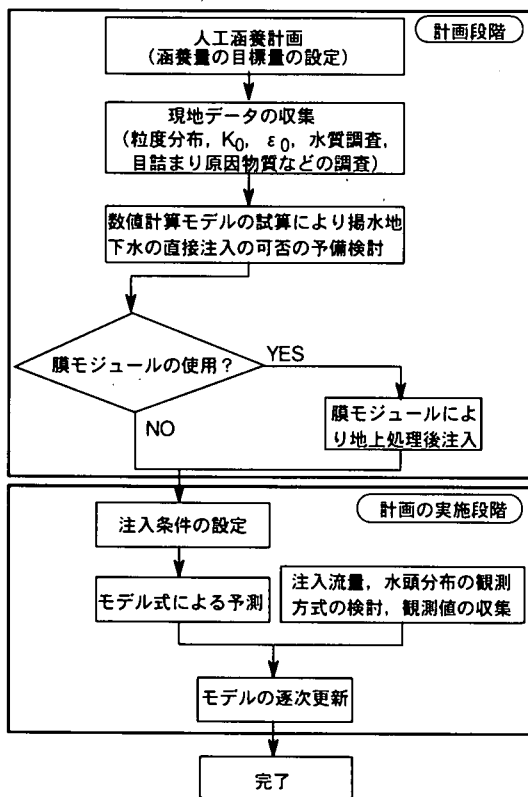 計画段階
人工涵養計画
(涵養量の目標量の設定)
現地データの収集
(粒度分布, K0, ε0, 水質調査,
目詰まり原因物質などの調査)
数値計算モデルの試算により揚水地
下水の直接注入の可否の予備検討
膜モジュールの使用?
YES
NO
膜モジュールによ
り地上処理後注入
計画の実施段階
注入条件の設定
モデル式による予測
注入流量, 水頭分布の観測
方式の検討, 観測値の収集
モデルの逐次更新
完了